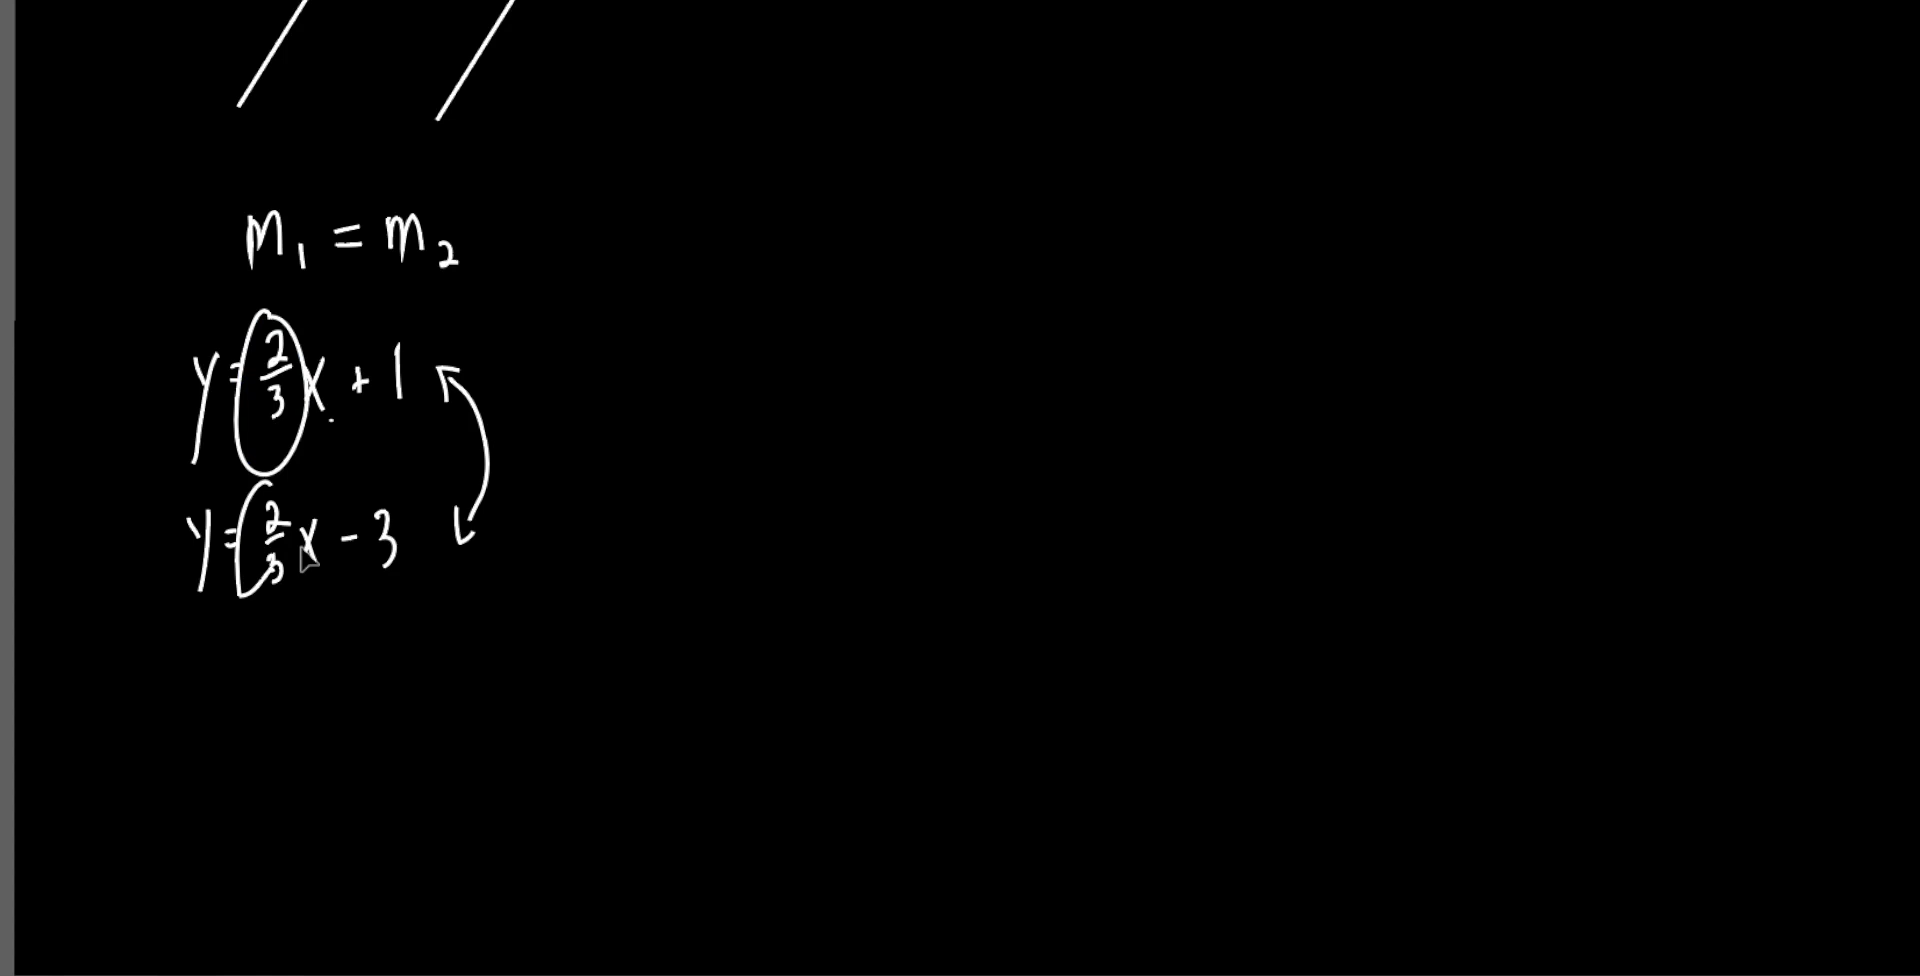 m₁ = m₂
y = 2/3 x + 1
y = 2/3 x - 3